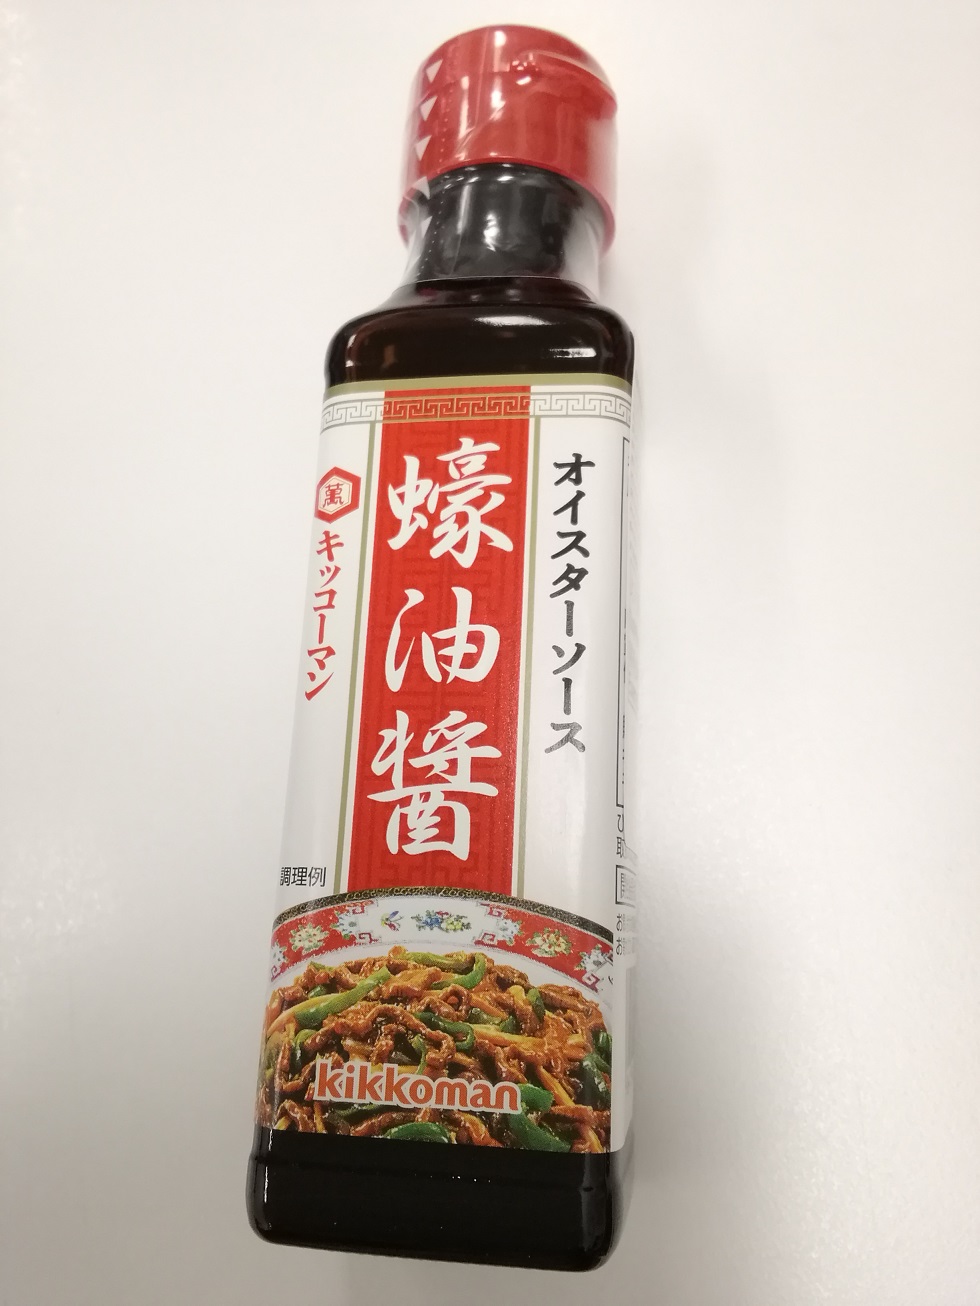 オイスターソース
蠔油醬
萬
キッコーマン
調理例
kikkoman